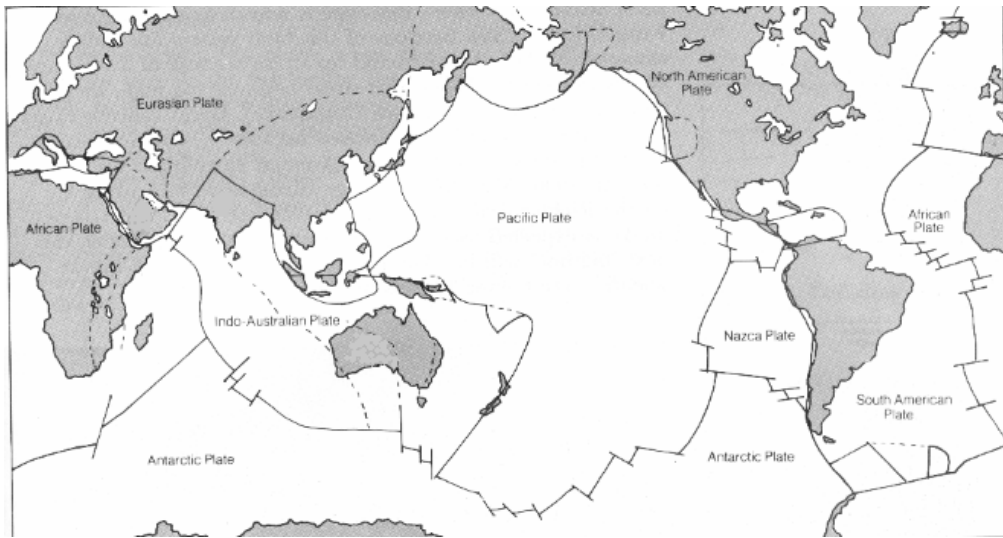 Eurasian Plate
North American
Plate
African Plate
Pacific Plate
African
Plate
Indo-Australian Plate
Nazca Plate
South American
Plate
Antarctic Plate
Antarctic Plate